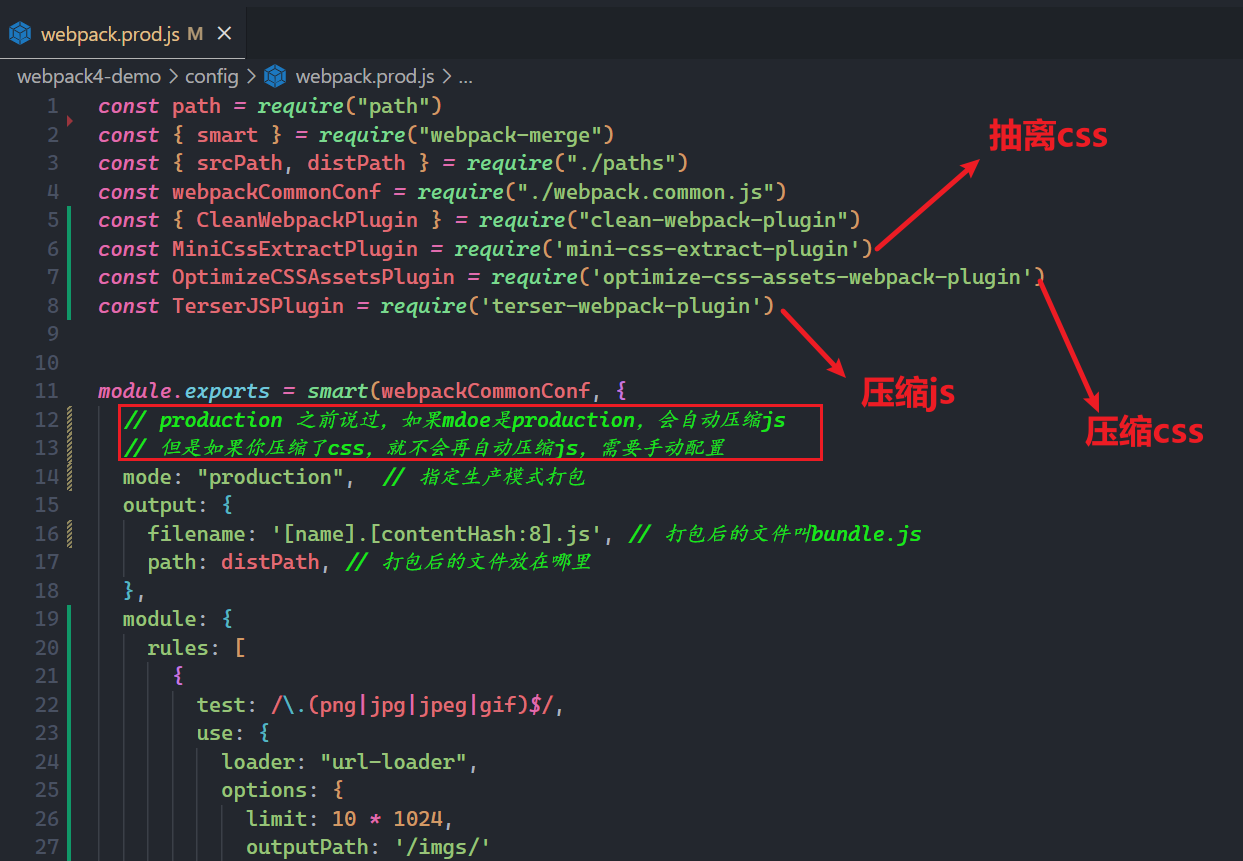 webpack.prod.js M
webpack4-demo > config > webpack.prod.js > ...
1 const path = require("path")
2 const { smart } = require("webpack-merge")
3 const { srcPath, distPath } = require("./paths")
4 const webpackCommonConf = require("./webpack.common.js")
5 const { CleanWebpackPlugin } = require("clean-webpack-plugin")
6 const MiniCssExtractPlugin = require('mini-css-extract-plugin')
抽离css
7 const OptimizeCSSAssetsPlugin = require('optimize-css-assets-webpack-plugin')
8 const TerserJSPlugin = require('terser-webpack-plugin')
9
10
压缩js
压缩css
11 module.exports = smart(webpackCommonConf, {
12 // production 之前说过，如果mdoe是production，会自动压缩js
13 // 但是如果你压缩了css，就不会再自动压缩js，需要手动配置
14 mode: "production", // 指定生产模式打包
15 output: {
16 filename: '[name].[contentHash:8].js', // 打包后的文件叫bundle.js
17 path: distPath, // 打包后的文件放在哪里
18 },
19 module: {
20 rules: [
21 {
22 test: /\.(png|jpg|jpeg|gif)$/,
23 use: {
24 loader: "url-loader",
25 options: {
26 limit: 10 * 1024,
27 outputPath: '/imgs/'